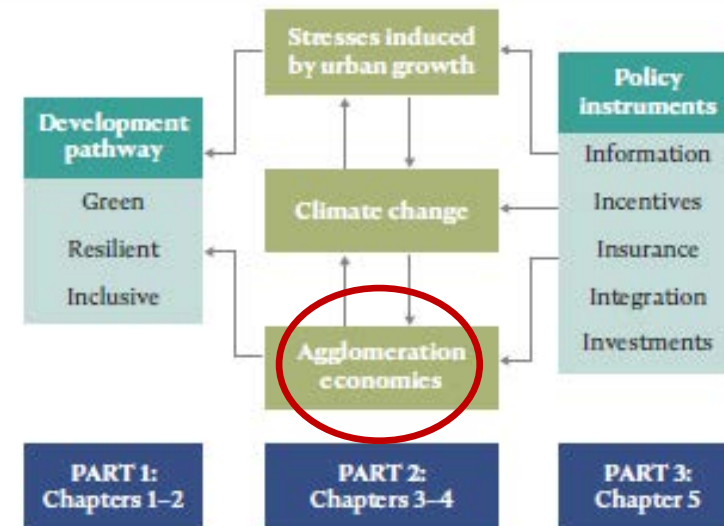 Stresses induced
by urban growth
Development
pathway
Green
Resilient
Inclusive
Climate change
Agglomeration
economies
Policy
instruments
Information
Incentives
Insurance
Integration
Investments
PART 1:
Chapters 1–2
PART 2:
Chapters 3–4
PART 3:
Chapter 5